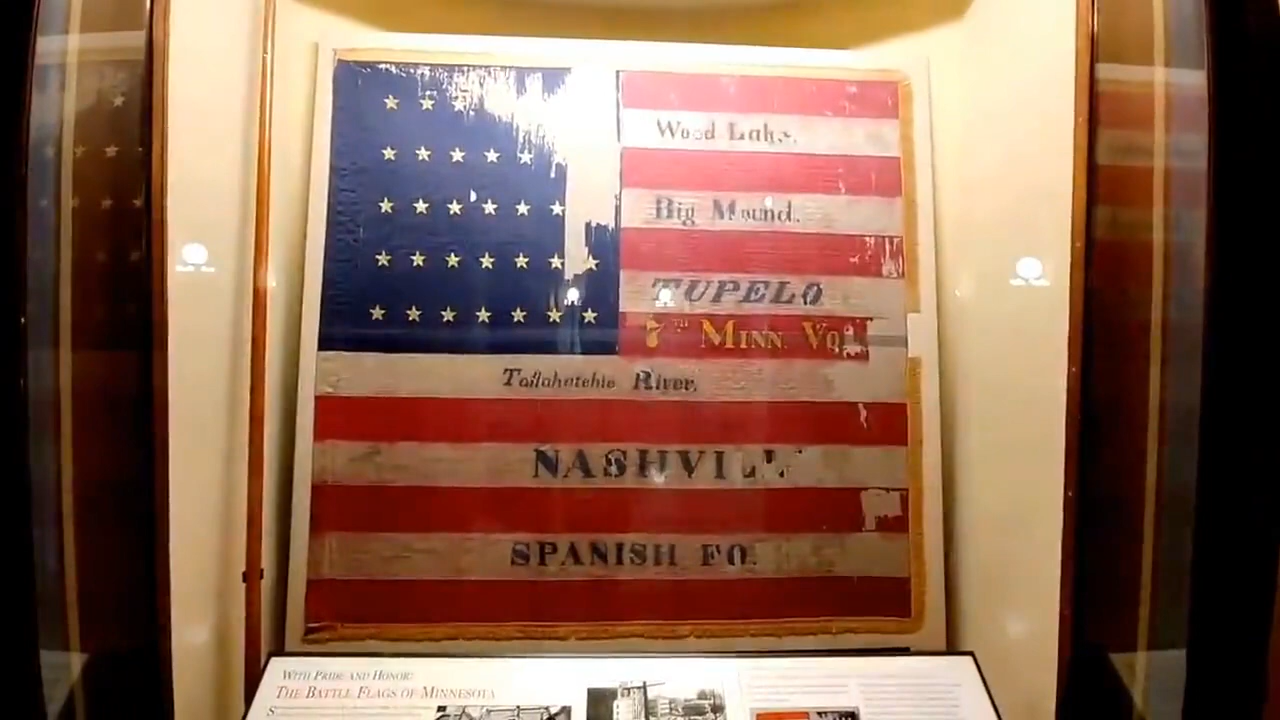 Wood Lake.
Big Mound.
TUPELO
7TH MINN. VOL
Tallahatchie River.
NASHVILL
SPANISH FO.
WITH PRIDE AND HONOR:
THE BATTLE FLAGS OF MINNESOTA